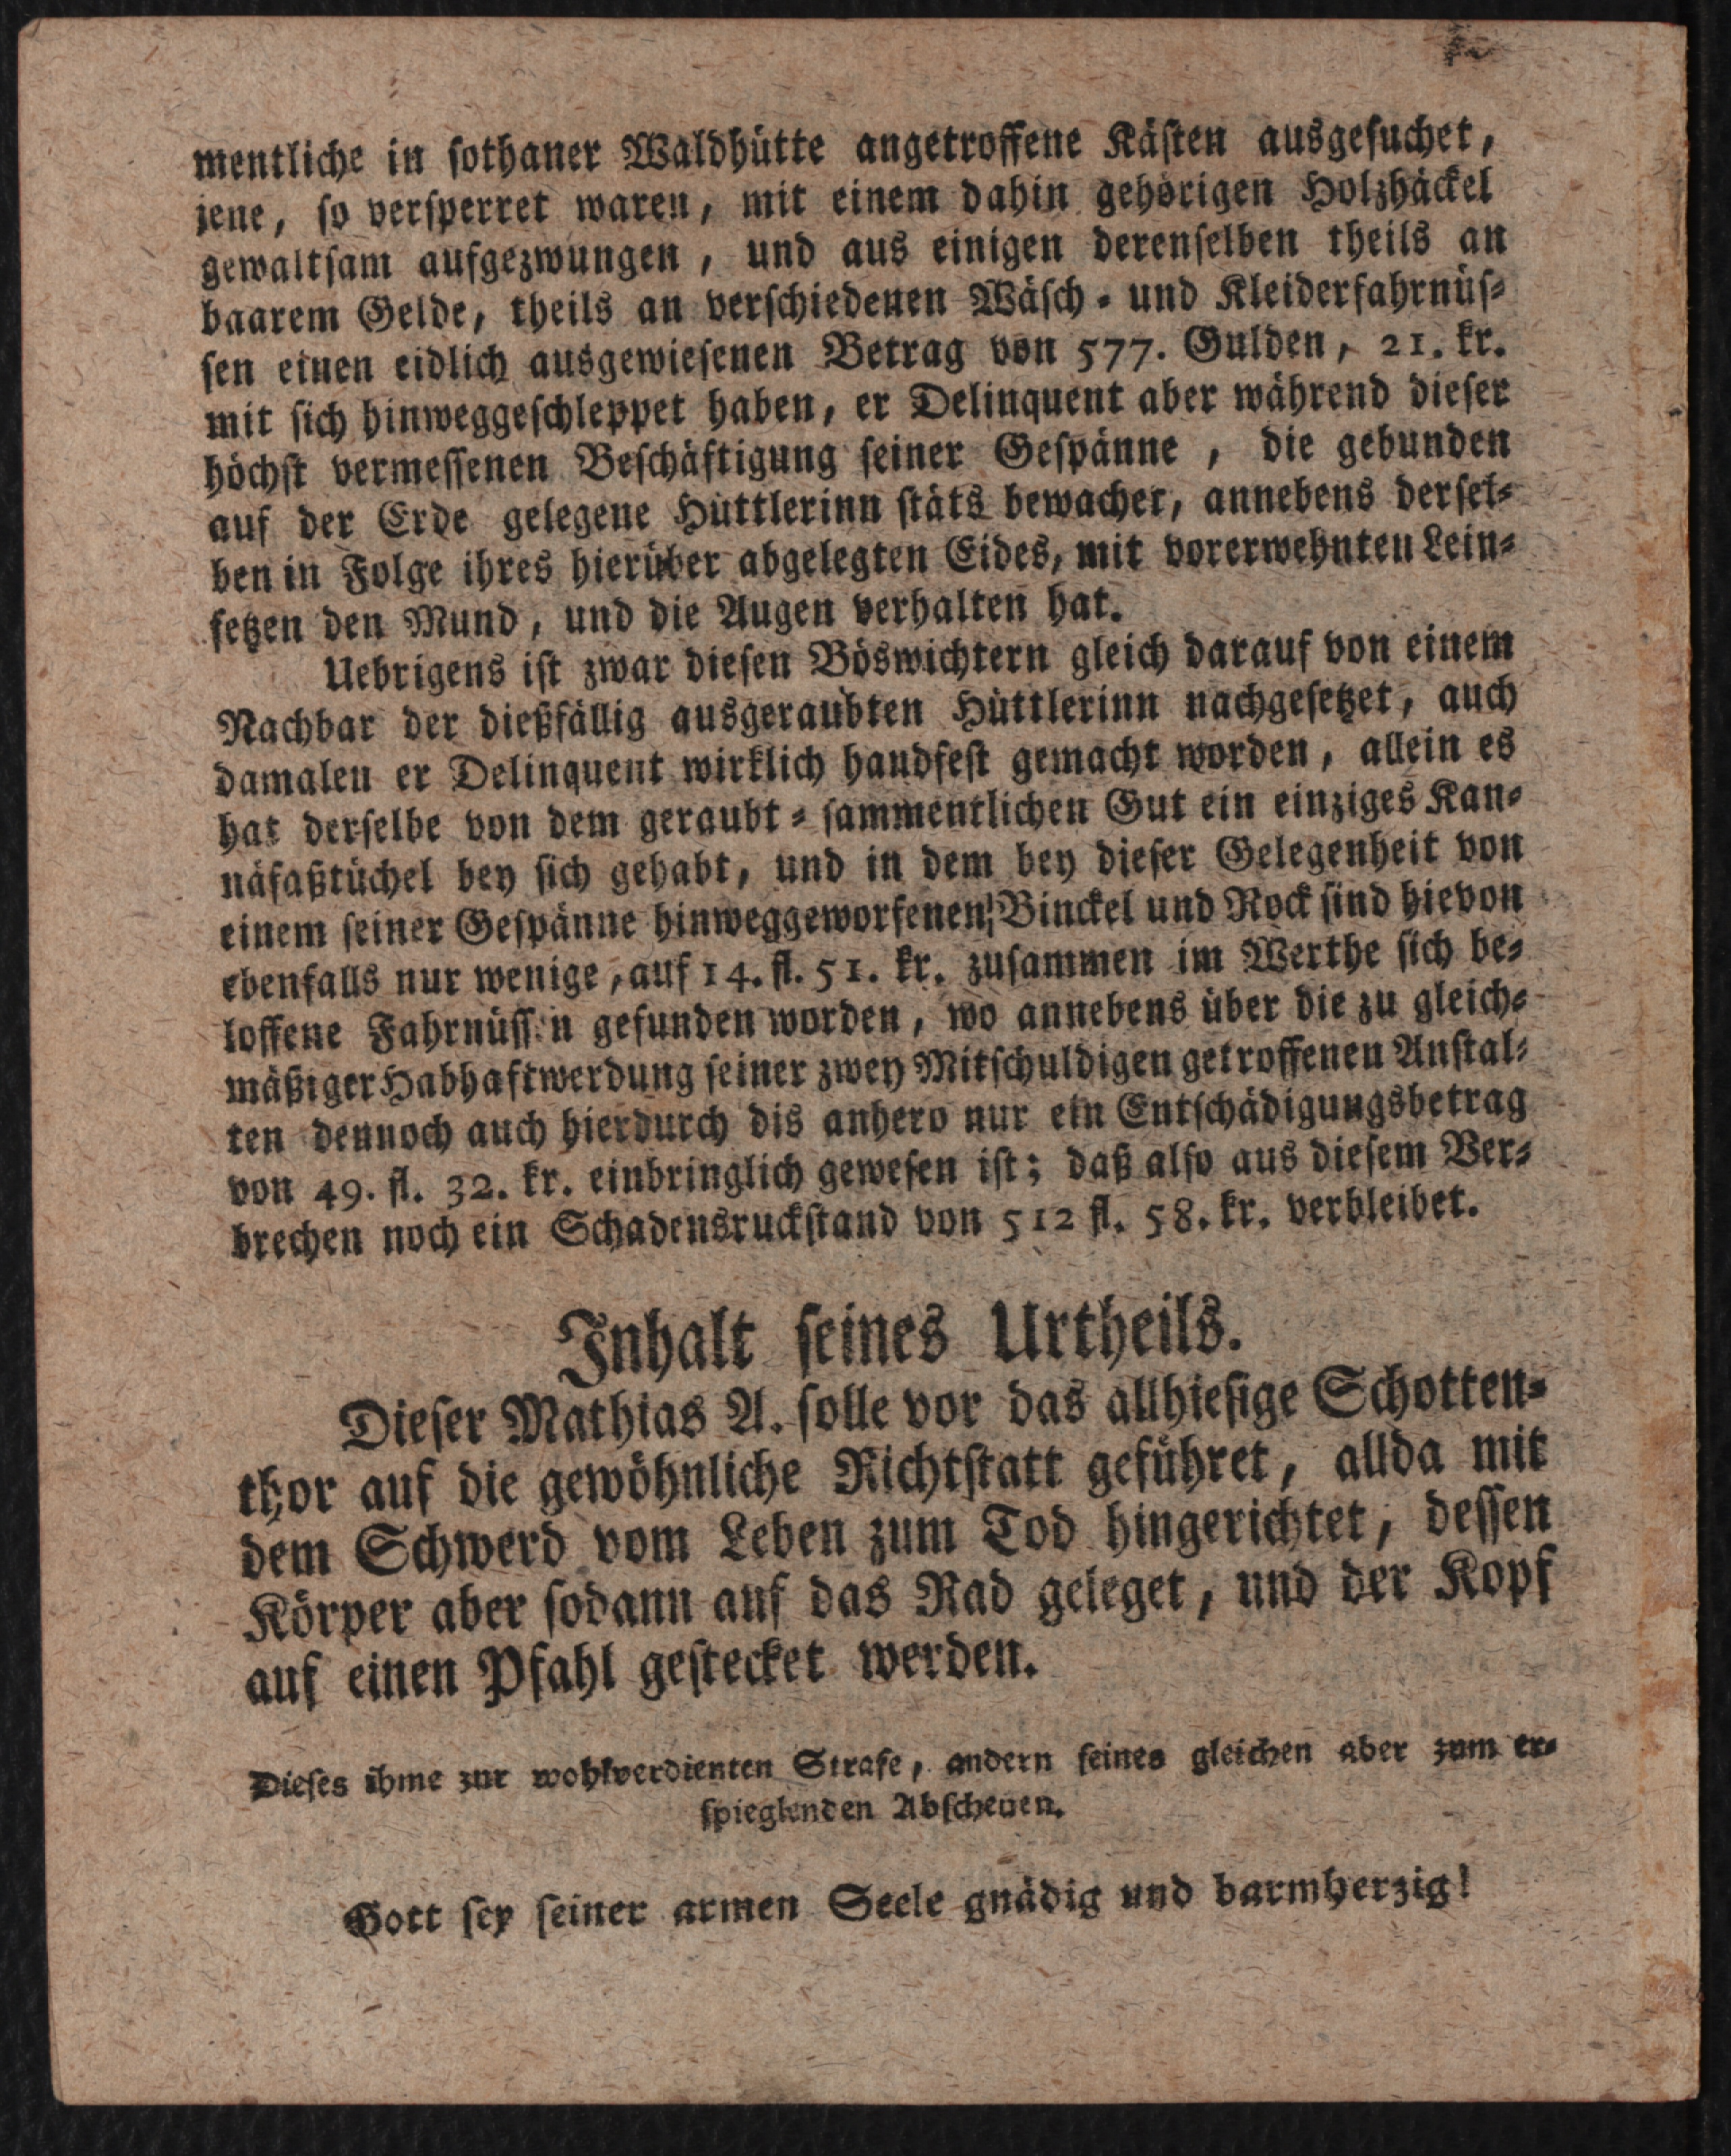 mentliche in sothaner Waldhütte angetroffene Kästen ausgesuchet,
jene, so versperret waren, mit einem dahin gehörigen Holzhäckel
gewaltsam aufgezwungen, und aus einigen derenselben theils an
baarem Gelde, theils an verschiedenen Wäsch- und Kleiderfahrnüs-
sen einen eidlich ausgewiesenen Betrag von 577. Gulden, 21. kr.
mit sich hinweggeschleppet haben, er Delinquent aber während dieser
höchst vermessenen Beschäftigung seiner Gespänne, die gebunden
auf der Erde gelegene Hüttlerinn stäts bewachet, annebens dersel-
ben in Folge ihres hierüber abgelegten Eides, mit vorerwehnten Lein-
setzen den Mund, und die Augen verhalten hat.
Uebrigens ist zwar diesen Böswichtern gleich darauf von einem
Nachbar der dießfällig ausgeraubten Hüttlerinn nachgesetzet, auch
damalen er Delinquent wirklich handfest gemacht worden, allein es
hat derselbe von dem geraubt-sammentlichen Gut ein einziges Kan-
näfaßtüchel bey sich gehabt, und in dem bey dieser Gelegenheit von
einem seiner Gespänne hinweggeworfenen Binckel und Rock sind hievon
ebenfalls nur wenige, auf 14. fl. 51. kr. zusammen im Werthe sich be-
loffene Fahrnüssen gefunden worden, wo annebens über die zu gleich-
mäßiger Habhaftwerdung seiner zwey Mitschuldigen getroffenen Anstal-
ten dennoch auch hierdurch dis anhero nur ein Entschädigungsbetrag
von 49. fl. 32. kr. einbringlich gewesen ist; daß also aus diesem Ver-
brechen noch ein Schadensruckstand von 512 fl. 58. kr. verbleibet.
Inhalt seines Urtheils.
Dieser Mathias A. solle vor das allhiesige Schotten-
thor auf die gewöhnliche Richtstatt geführet, allda mit
dem Schwerd vom Leben zum Tod hingerichtet, dessen
Körper aber sodann auf das Rad geleget, und der Kopf
auf einen Pfahl gestecket werden.
Dieses ihme zur wohlverdienten Strafe, andern seines gleichen aber zum er-
spieglenden Abscheuen.
Gott sey seiner armen Seele gnädig und barmherzig!